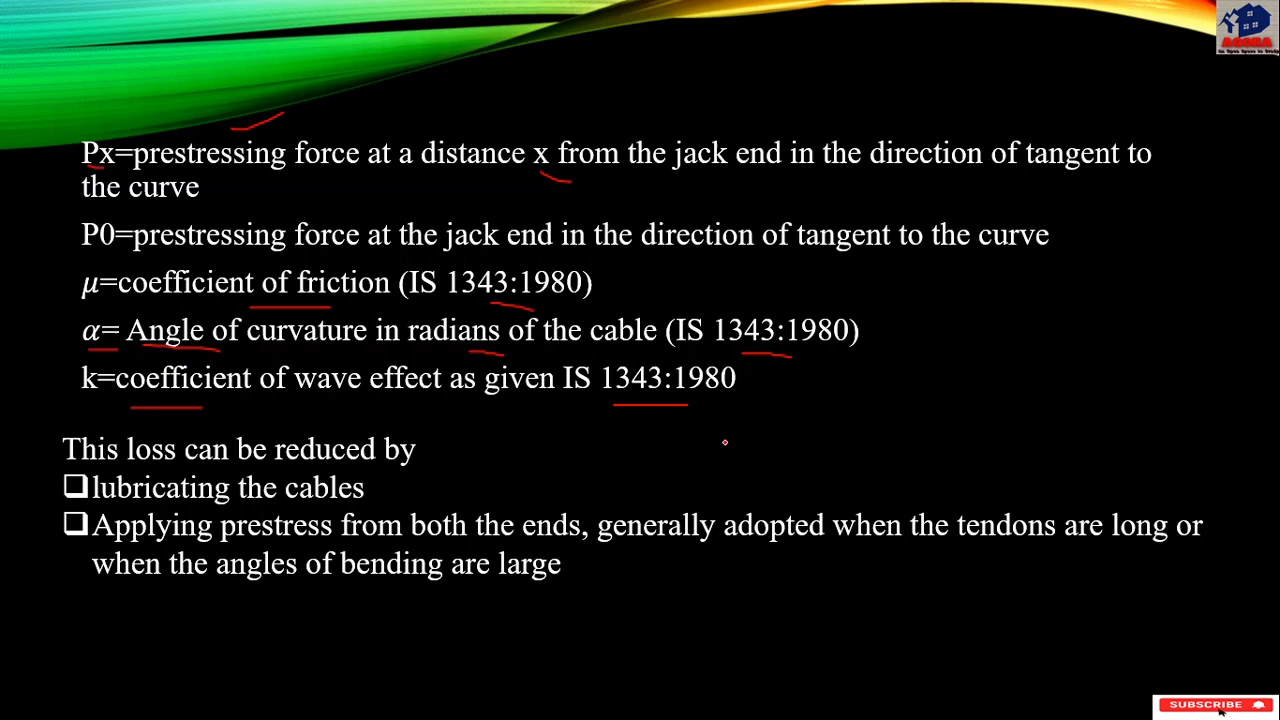 AGORA
Px=prestressing force at a distance x from the jack end in the direction of tangent to
the curve
P0=prestressing force at the jack end in the direction of tangent to the curve
𝜇=coefficient of friction (IS 1343:1980)
𝛼= Angle of curvature in radians of the cable (IS 1343:1980)
k=coefficient of wave effect as given IS 1343:1980
This loss can be reduced by
❑lubricating the cables
❑Applying prestress from both the ends, generally adopted when the tendons are long or
when the angles of bending are large
SUBSCRIBE